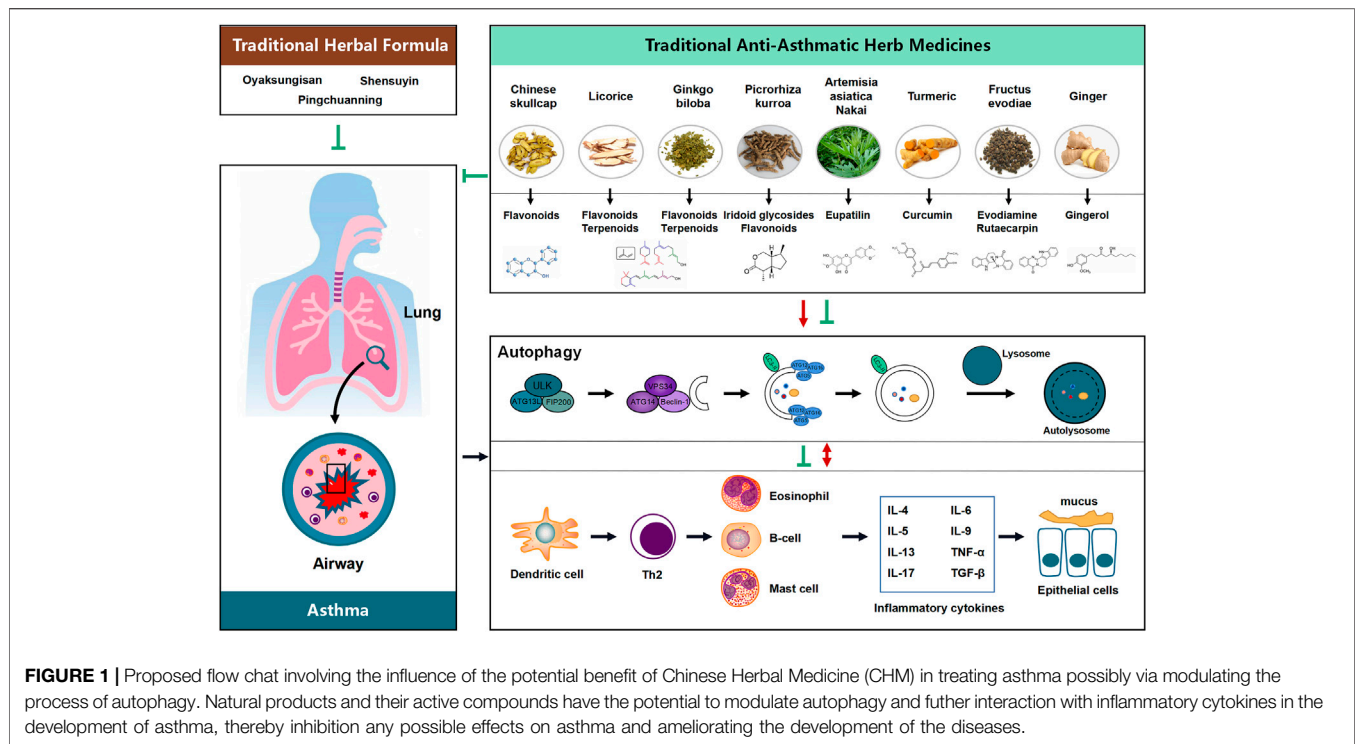 Traditional Herbal Formula
Oyaksungisan Shensuyin
Pingchuanning
Traditional Anti-Asthmatic Herb Medicines
Chinese skullcap
Licorice
Ginkgo biloba
Picrorhiza kurroa
Artemisia asiatica Nakai
Turmeric
Fructus evodiae
Ginger
Flavonoids
Flavonoids Terpenoids
Flavonoids Terpenoids
Iridoid glycosides Flavonoids
Eupatilin
Curcumin
Evodiamine Rutaecarpin
Gingerol
Lung
Airway
Asthma
Autophagy
ULK
ATG13L FIP200
VPS34
ATG14 Beclin-1
Lysosome
Autolysosome
Dendritic cell
Th2
Eosinophil
B-cell
Mast cell
IL-4 IL-6
IL-5 IL-9
IL-13 TNF-α
IL-17 TGF-β
Inflammatory cytokines
mucus
Epithelial cells
FIGURE 1 | Proposed flow chat involving the influence of the potential benefit of Chinese Herbal Medicine (CHM) in treating asthma possibly via modulating the
process of autophagy. Natural products and their active compounds have the potential to modulate autophagy and futher interaction with inflammatory cytokines in the
development of asthma, thereby inhibition any possible effects on asthma and ameliorating the development of the diseases.